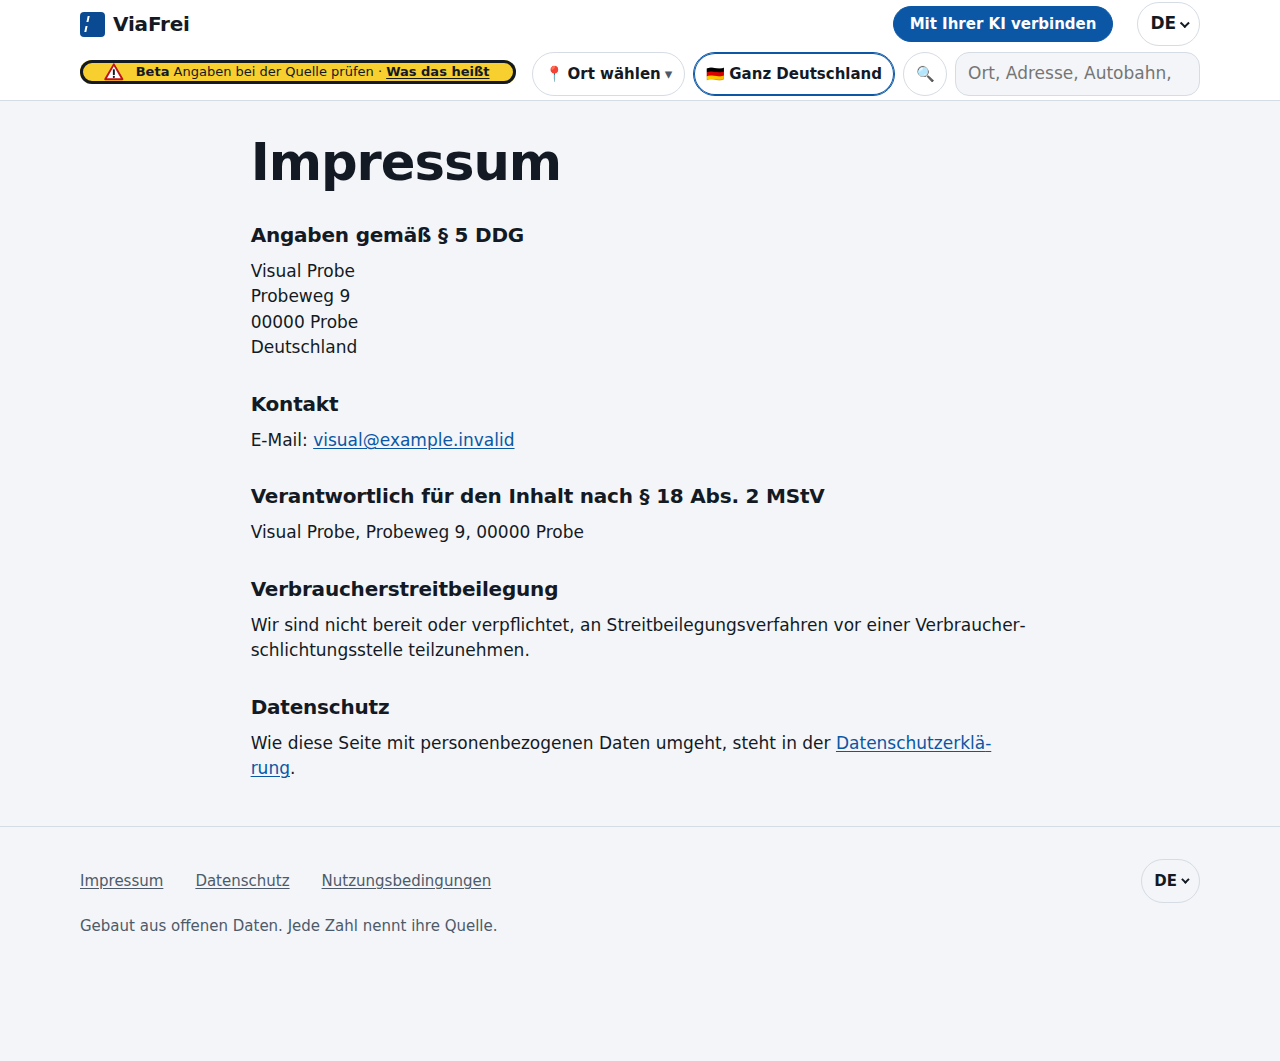 ViaFrei
Mit Ihrer KI verbinden
DE
Beta Angaben bei der Quelle prüfen · Was das heißt
Ort wählen
Ganz Deutschland
Ort, Adresse, Autobahn,
Impressum
Angaben gemäß § 5 DDG
Visual Probe
Probeweg 9
00000 Probe
Deutschland
Kontakt
E-Mail: visual@example.invalid
Verantwortlich für den Inhalt nach § 18 Abs. 2 MStV
Visual Probe, Probeweg 9, 00000 Probe
Verbraucherstreitbeilegung
Wir sind nicht bereit oder verpflichtet, an Streitbeilegungsverfahren vor einer Verbraucher-
schlichtungsstelle teilzunehmen.
Datenschutz
Wie diese Seite mit personenbezogenen Daten umgeht, steht in der Datenschutzerklä-
rung.
Impressum
Datenschutz
Nutzungsbedingungen
DE
Gebaut aus offenen Daten. Jede Zahl nennt ihre Quelle.